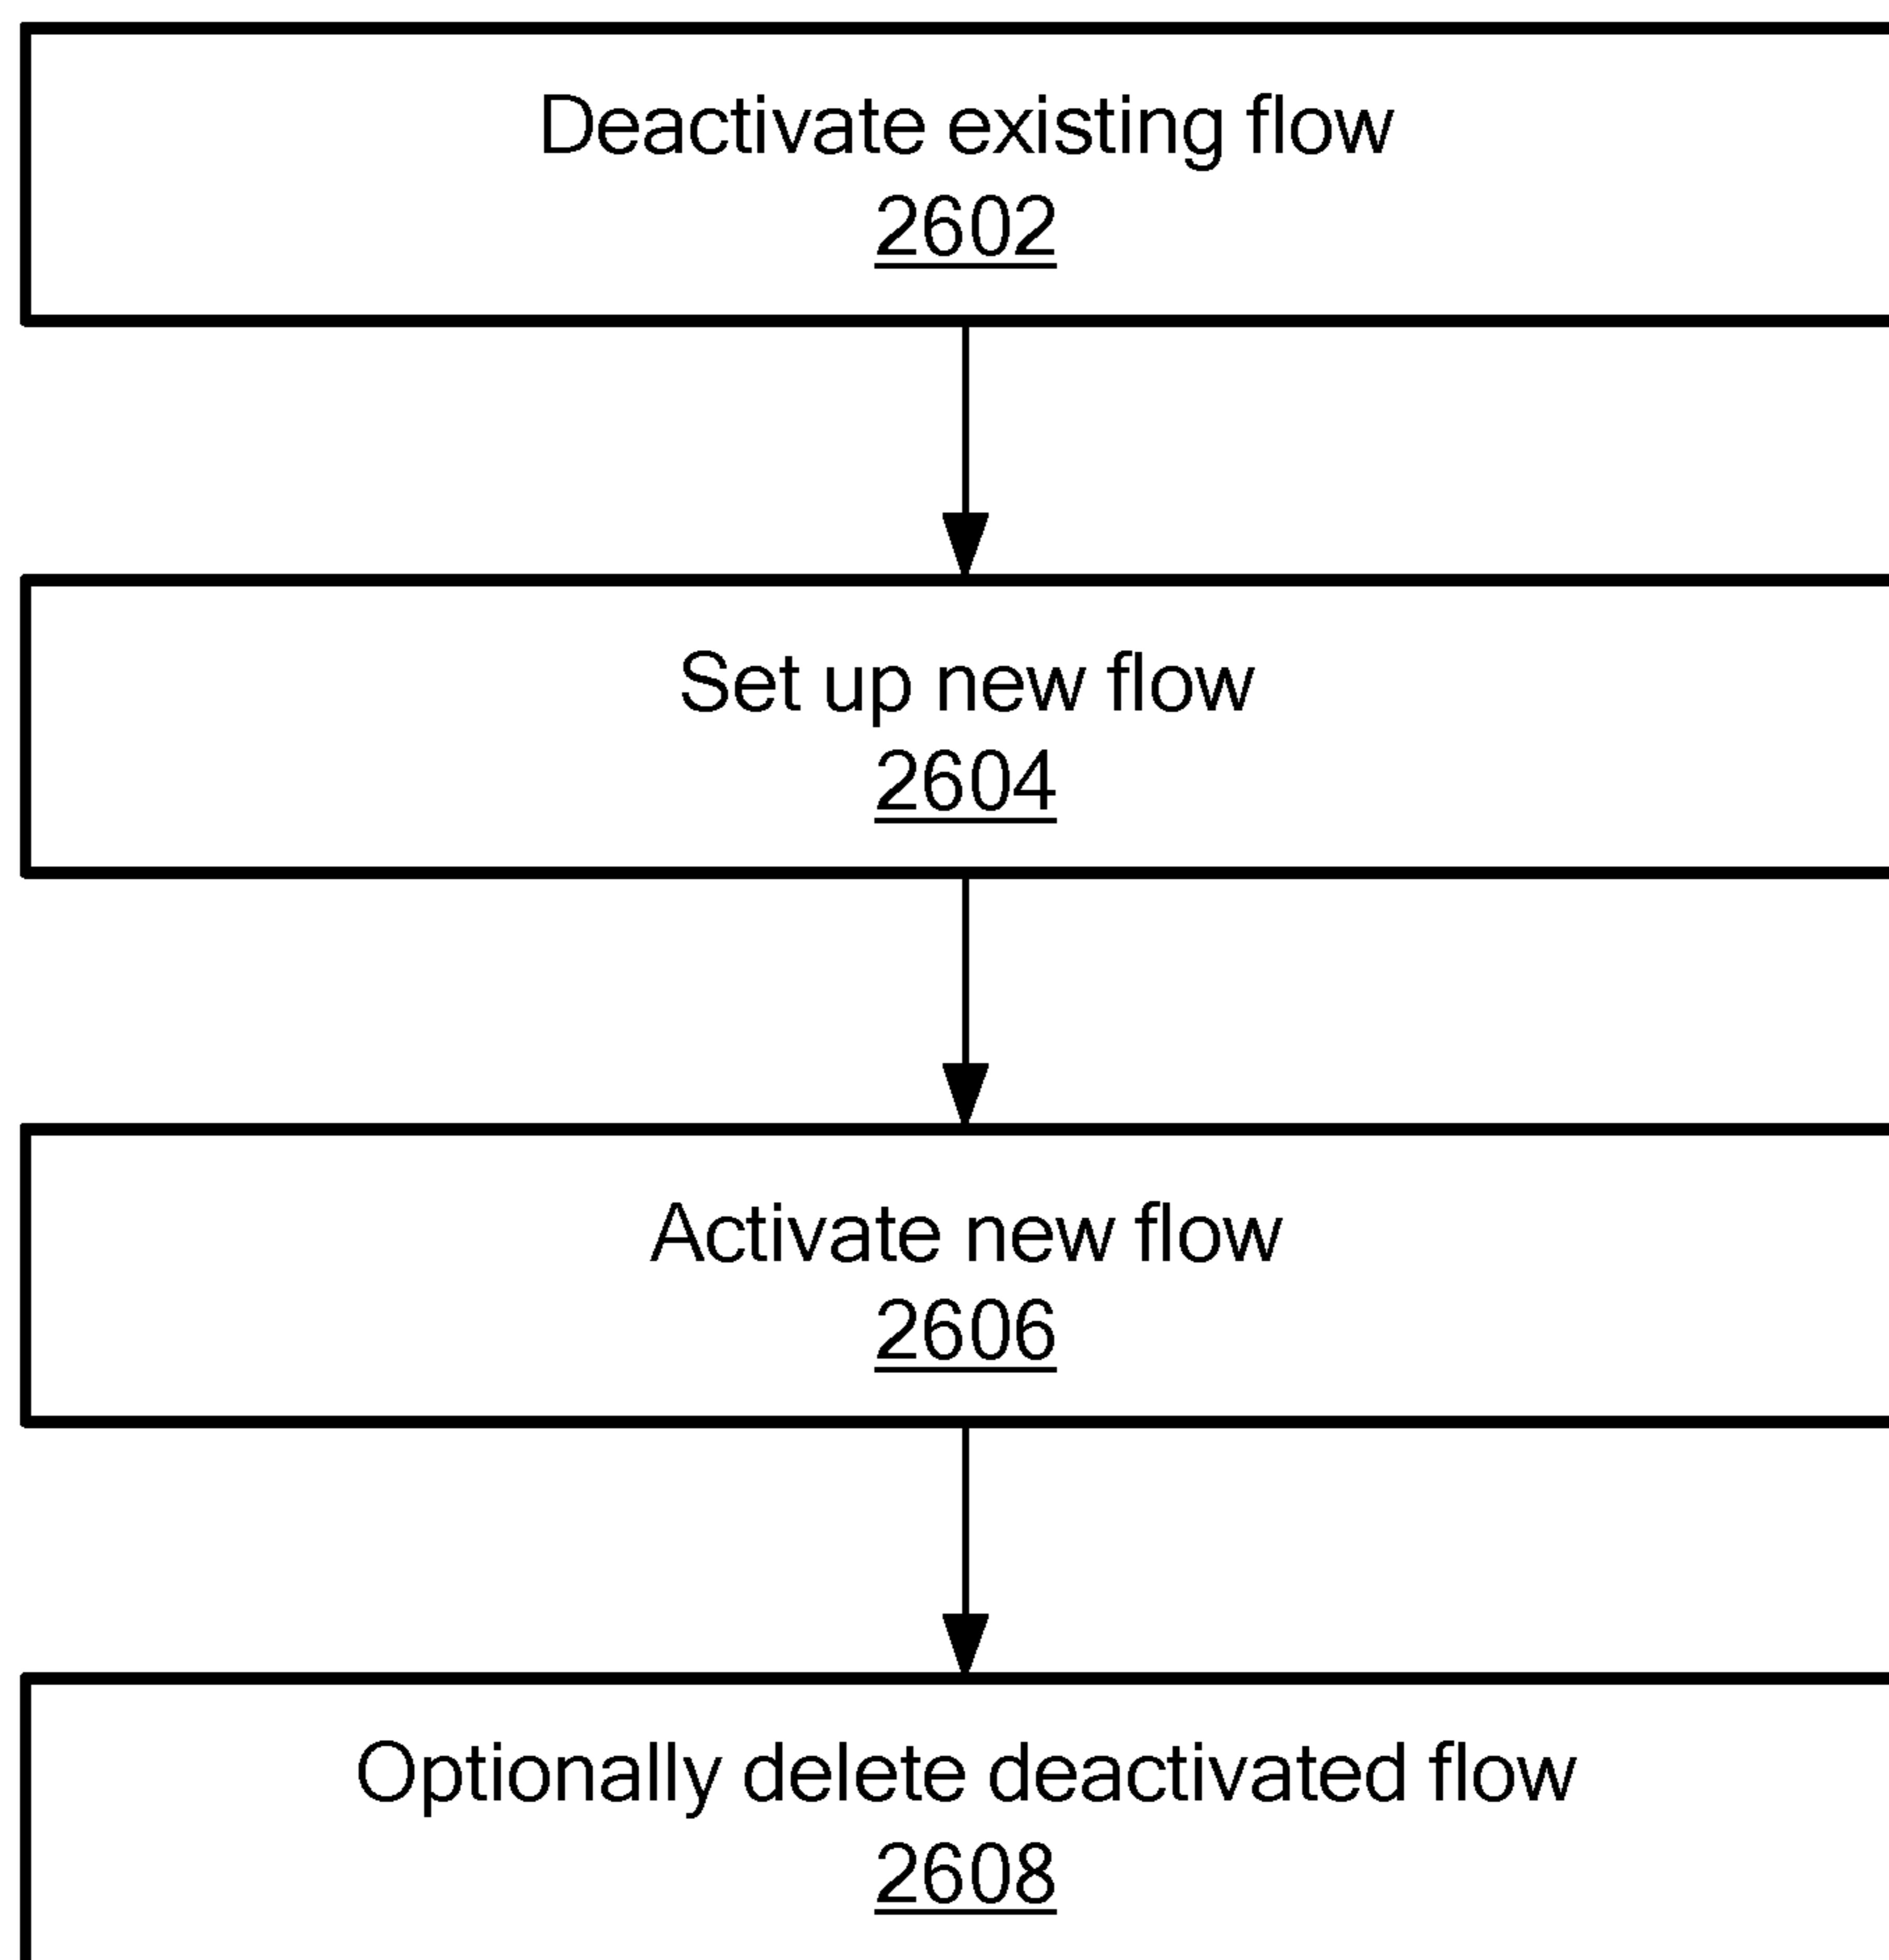 Deactivate existing flow
2602
Set up new flow
2604
Activate new flow
2606
Optionally delete deactivated flow
2608